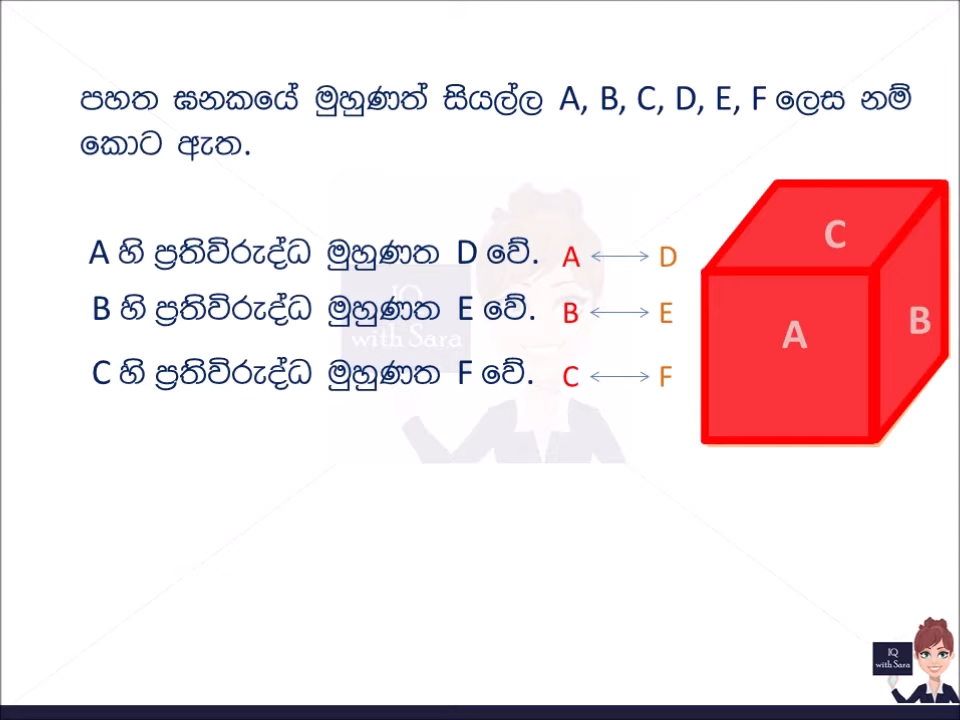 පහත ඝනකයේ මුහුණත් සියල්ල A, B, C, D, E, F ලෙස නම්
කොට ඇත.
A හි ප්‍රතිවිරුද්ධ මුහුණත D වේ. A ↔ D
B හි ප්‍රතිවිරුද්ධ මුහුණත E වේ. B ↔ E
C හි ප්‍රතිවිරුද්ධ මුහුණත F වේ. C ↔ F
C
A
B
IQ
with Sara
IQ
with Sara